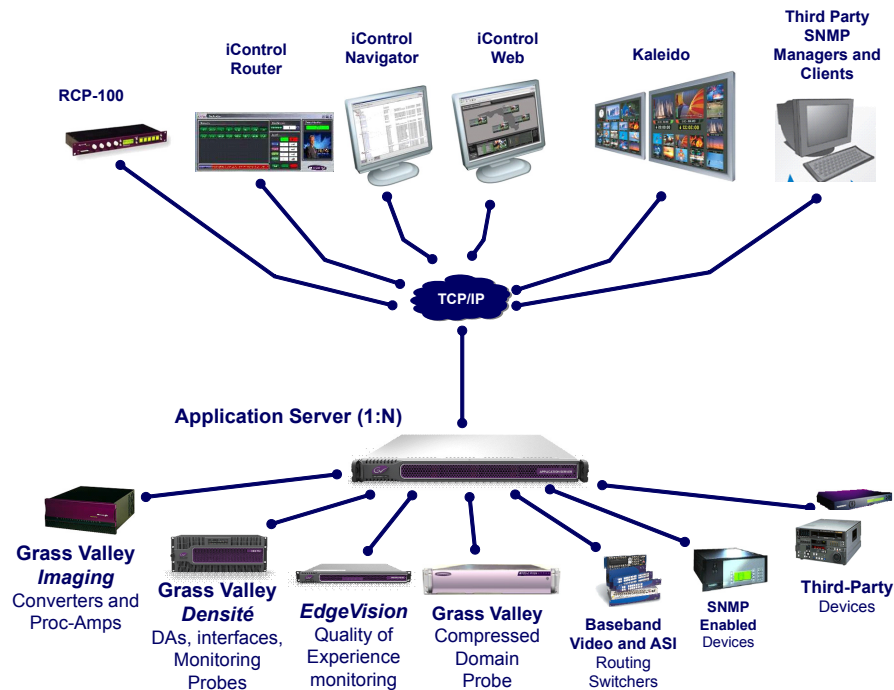 RCP-100
iControl
Router
iControl
Navigator
iControl
Web
Kaleido
Third Party
SNMP
Managers and
Clients
TCP/IP
Application Server (1:N)
APPLICATION SERVER
Grass Valley
Imaging
Converters and
Proc-Amps
Grass Valley
Densité
DAs, interfaces,
Monitoring
Probes
EdgeVision
Quality of
Experience
monitoring
Grass Valley
Compressed
Domain
Probe
Baseband
Video and ASI
Routing
Switchers
SNMP
Enabled
Devices
Third-Party
Devices